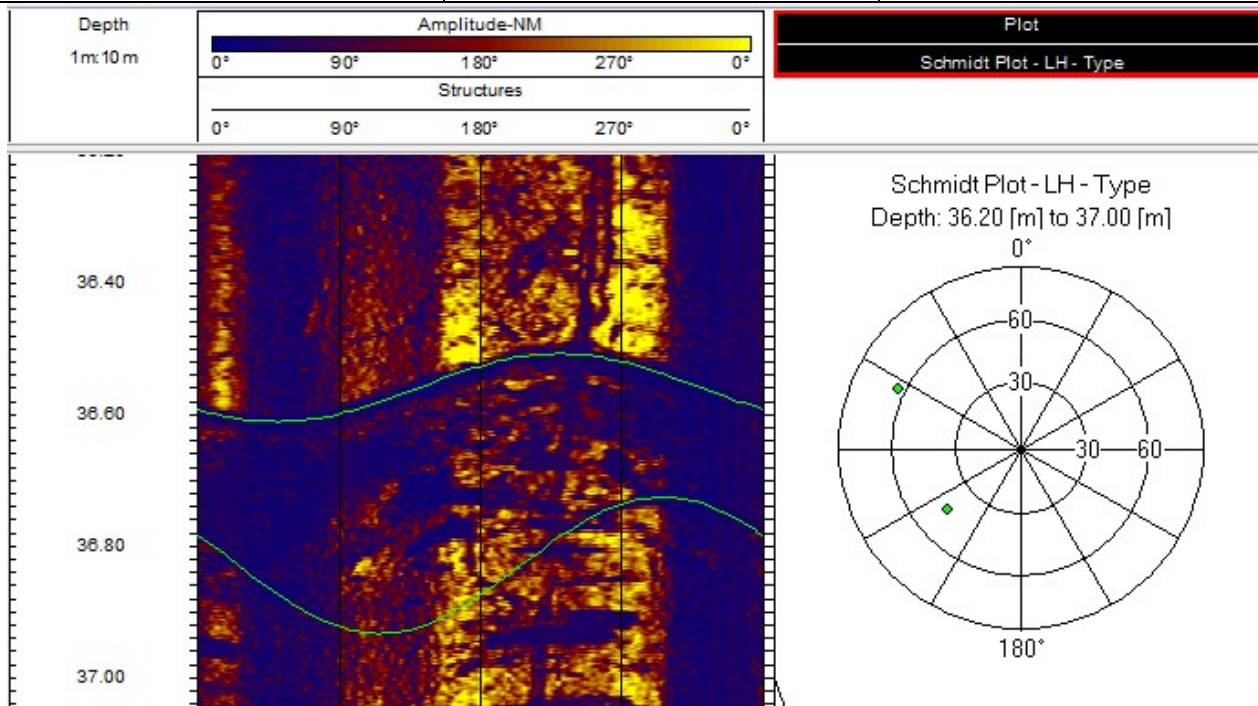 Depth
1m:10m
Amplitude-NM
0° 90° 180° 270° 0°
Structures
0° 90° 180° 270° 0°
Plot
Schmidt Plot - LH - Type
36.40
36.60
36.80
37.00
Schmidt Plot - LH - Type
Depth: 36.20 [m] to 37.00 [m]
0°
60
30
30 60
180°